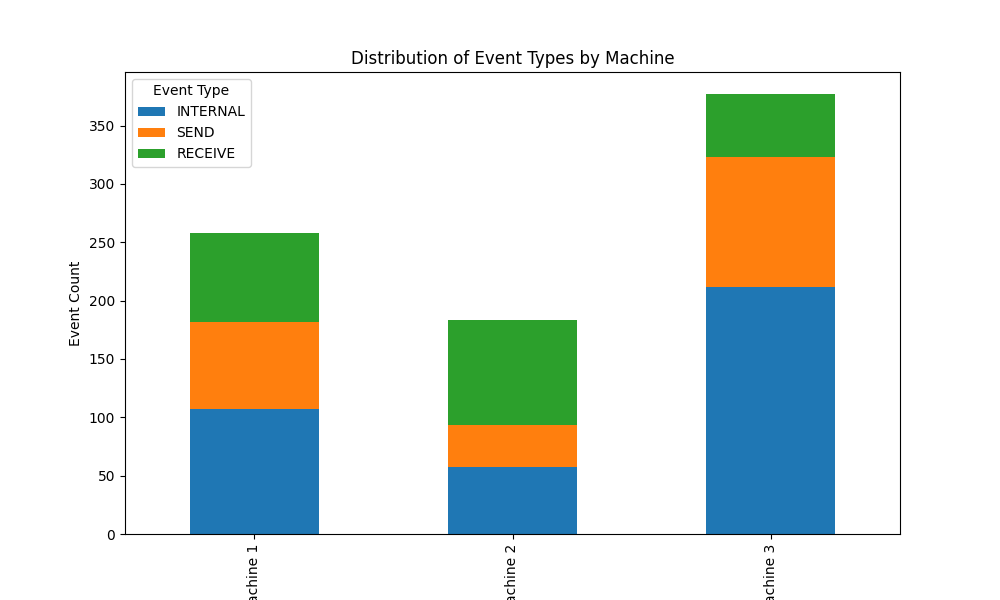 Distribution of Event Types by Machine
Event Type
INTERNAL
SEND
RECEIVE
Event Count
350
300
250
200
150
100
50
0
achine 1
achine 2
achine 3